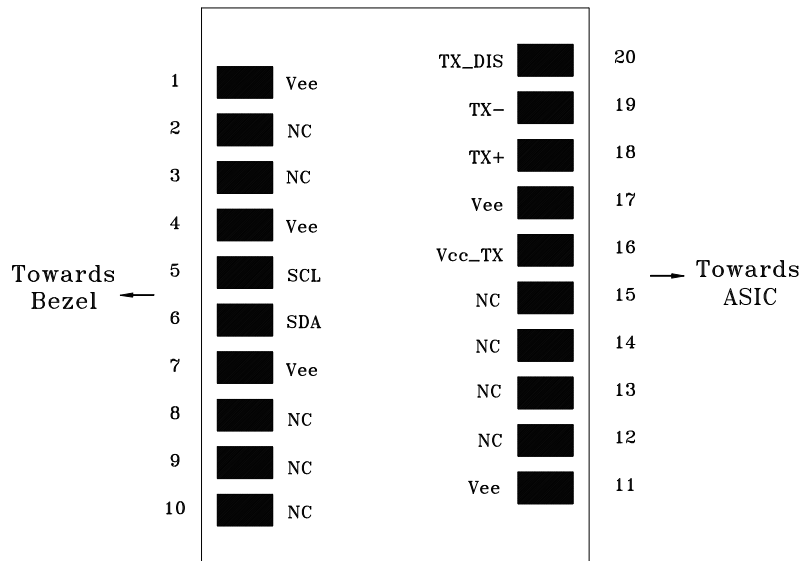 1 Vee
2 NC
3 NC
4 Vee
5 SCL
6 SDA
7 Vee
8 NC
9 NC
10 NC
Towards
Bezel
TX_DIS 20
TX- 19
TX+ 18
Vee 17
Vcc_TX 16
NC 15
NC 14
NC 13
NC 12
Vee 11
Towards
ASIC